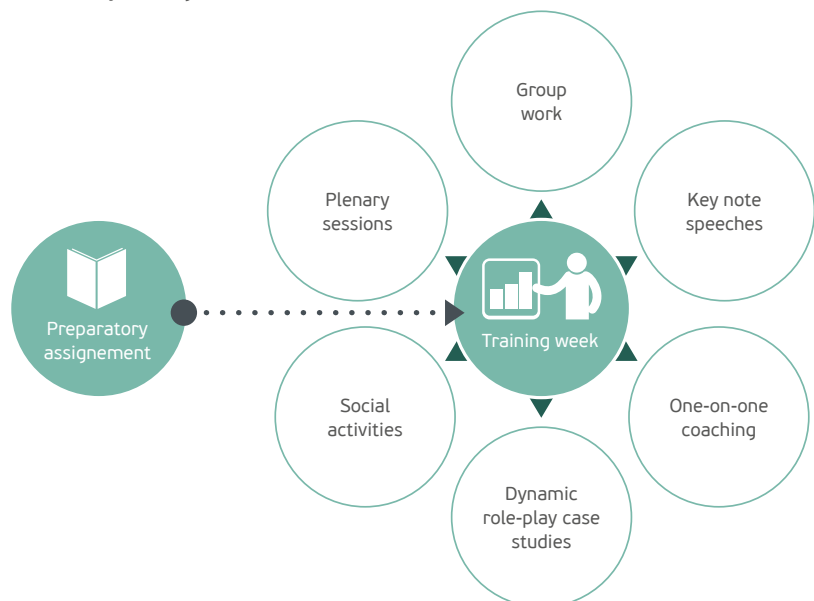 Group
work
Plenary
sessions
Key note
speeches
Preparatory
assignement
Training week
Social
activities
One-on-one
coaching
Dynamic
role-play case
studies